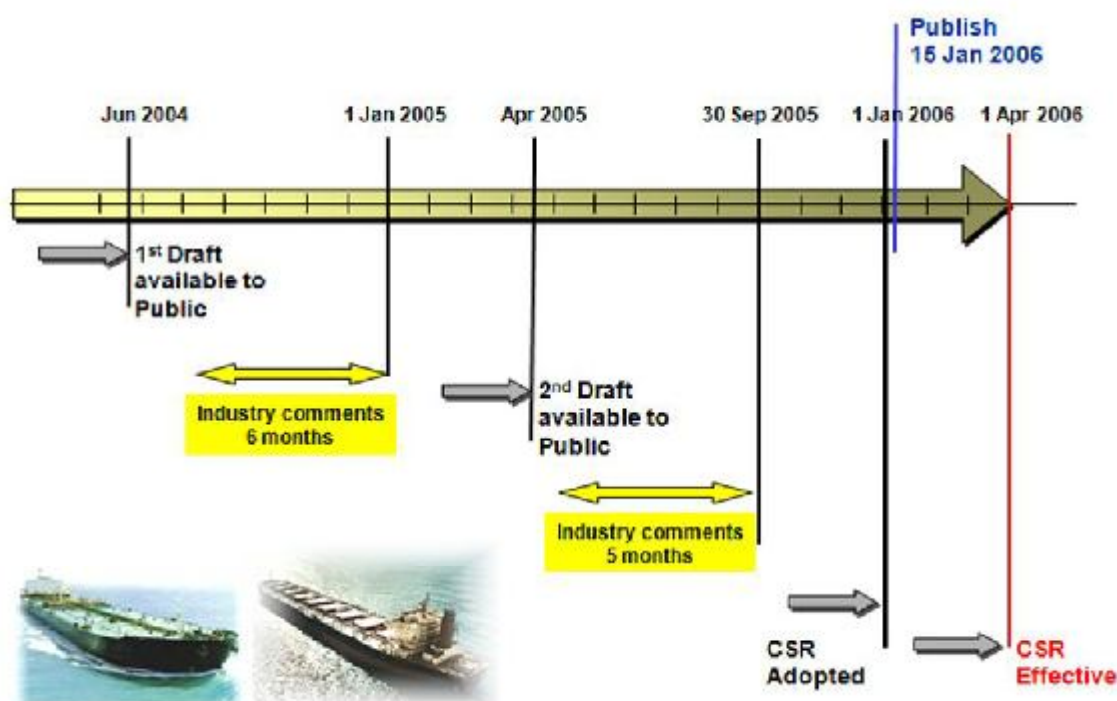 Publish
15 Jan 2006
Jun 2004
1 Jan 2005
Apr 2005
30 Sep 2005
1 Jan 2006
1 Apr 2006
1st Draft
available to
Public
Industry comments
6 months
2nd Draft
available to
Public
Industry comments
5 months
CSR
Adopted
CSR
Effective